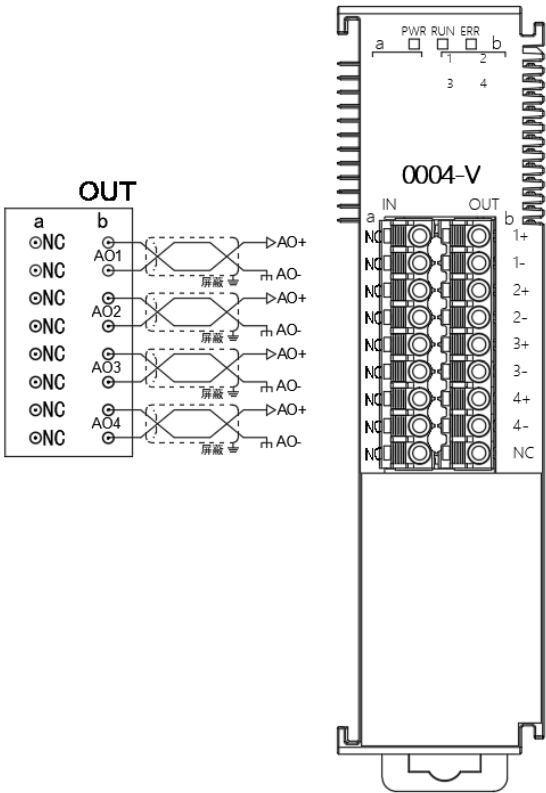 OUT
a b
NC AO+
AO1
NC AO-
屏蔽
NC AO+
AO2
NC AO-
屏蔽
NC AO+
AO3
NC AO-
屏蔽
NC AO+
AO4
NC AO-
屏蔽
PWR RUN ERR
a b
1 2
3 4
0004-V
IN OUT
a b
NC 1+
NC 1-
NC 2+
NC 2-
NC 3+
NC 3-
NC 4+
NC 4-
NC NC